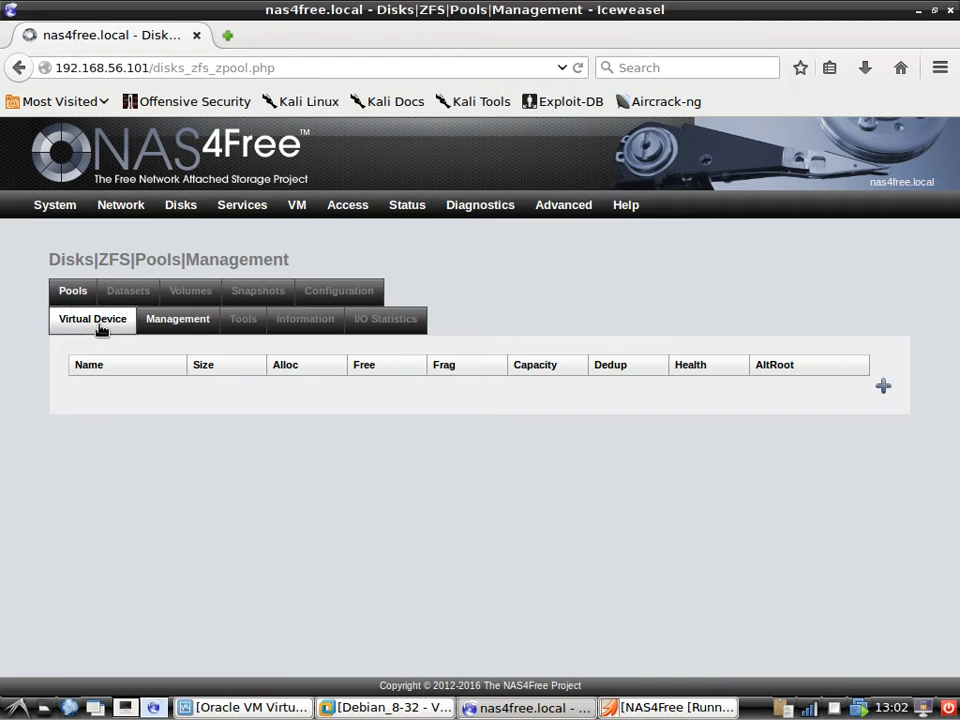 nas4free.local - Disks|ZFS|Pools|Management - Iceweasel
nas4free.local - Disk...
192.168.56.101/disks_zfs_zpool.php
Search
Most Visited
Offensive Security
Kali Linux
Kali Docs
Kali Tools
Exploit-DB
Aircrack-ng
NAS4Free™
The Free Network Attached Storage Project
nas4free.local
System Network Disks Services VM Access Status Diagnostics Advanced Help
Disks|ZFS|Pools|Management
Pools Datasets Volumes Snapshots Configuration
Virtual Device Management Tools Information I/O Statistics
Name Size Alloc Free Frag Capacity Dedup Health AltRoot
Copyright © 2012-2016 The NAS4Free Project
[Oracle VM Virtu...
[Debian_8-32 - V...
nas4free.local - ...
[NAS4Free [Runn...
13:02